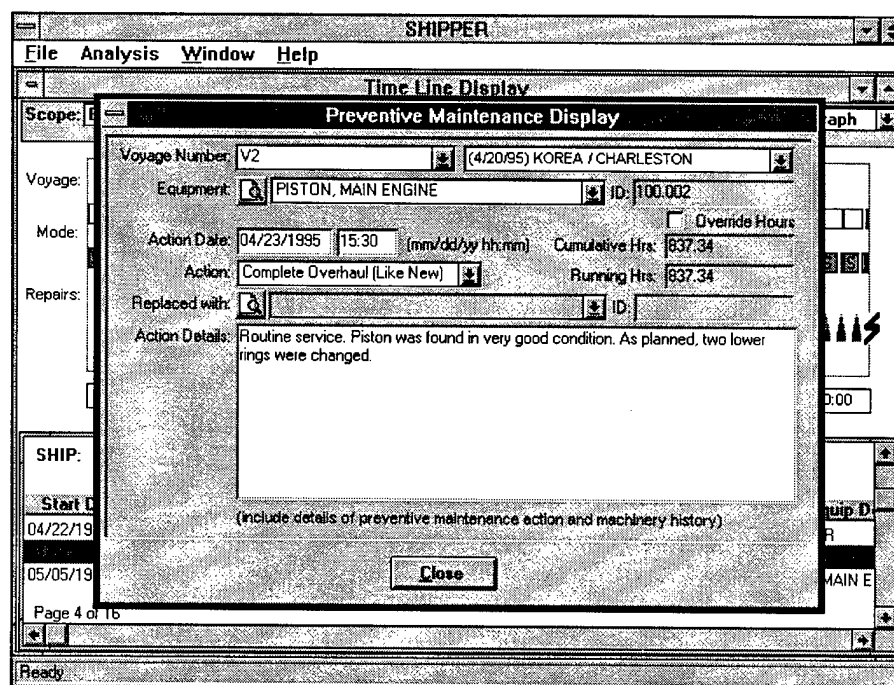 SHIPPER
File Analysis Window Help
Time Line Display
Scope:
aph
Preventive Maintenance Display
Voyage Number: V2 (4/20/95) KOREA / CHARLESTON
Voyage:
Equipment: PISTON, MAIN ENGINE ID: 100.002
Override Hours
Mode:
Action Date: 04/23/1995 15:30 (mm/dd/yy hh:mm) Cumulative Hrs: 837.34
S S
Action: Complete Overhaul (Like New) Running Hrs: 837.34
Repairs:
Replaced with: ID:
Action Details: Routine service. Piston was found in very good condition. As planned, two lower
rings were changed.
0:00
SHIP:
Start D
quip D
(include details of preventive maintenance action and machinery history)
04/22/19
R
05/05/19
MAIN E
Close
Page 4 of 16
Ready